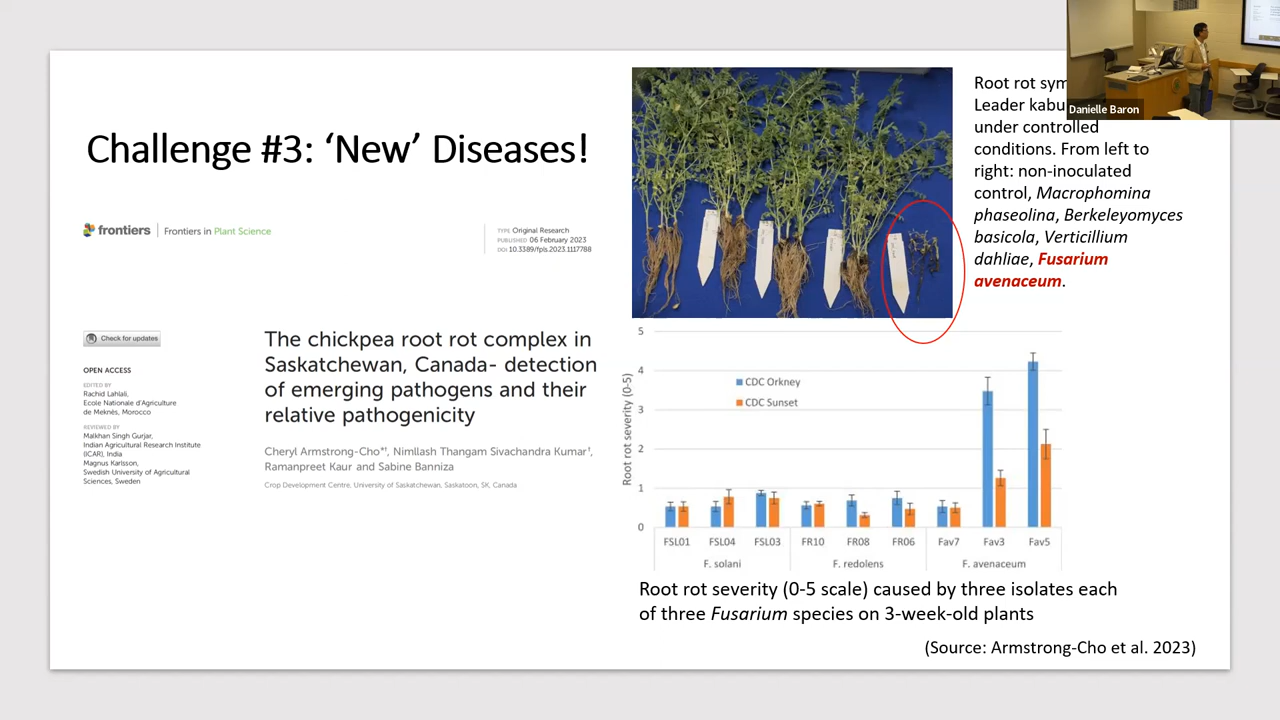 Challenge #3: ‘New’ Diseases!
frontiers | Frontiers in Plant Science
TYPE Original Research
PUBLISHED 06 February 2023
DOI 10.3389/fpls.2023.1117788
Check for updates
OPEN ACCESS
EDITED BY
Rachid Lahlali,
Ecole Nationale d'Agriculture
de Meknès, Morocco
REVIEWED BY
Malkhan Singh Gurjar,
Indian Agricultural Research Institute
(ICAR), India
Magnus Karlsson,
Swedish University of Agricultural
Sciences, Sweden
The chickpea root rot complex in
Saskatchewan, Canada- detection
of emerging pathogens and their
relative pathogenicity
Cheryl Armstrong-Cho*†, Nimllash Thangam Sivachandra Kumar†,
Ramanpreet Kaur and Sabine Banniza
Crop Development Centre, University of Saskatchewan, Saskatoon, SK, Canada
Root rot
Leader
under controlled
conditions. From left to
right: non-inoculated
control, Macrophomina
phaseolina, Berkeleyomyces
basicola, Verticillium
dahliae, Fusarium
avenaceum.
Danielle Baron
Root rot severity (0-5)
5
4
3
2
1
0
CDC Orkney
CDC Sunset
FSL01 FSL04 FSL03 FR10 FR08 FR06 Fav7 Fav3 Fav5
F. solani F. redolens F. avenaceum
Root rot severity (0-5 scale) caused by three isolates each
of three Fusarium species on 3-week-old plants
(Source: Armstrong-Cho et al. 2023)